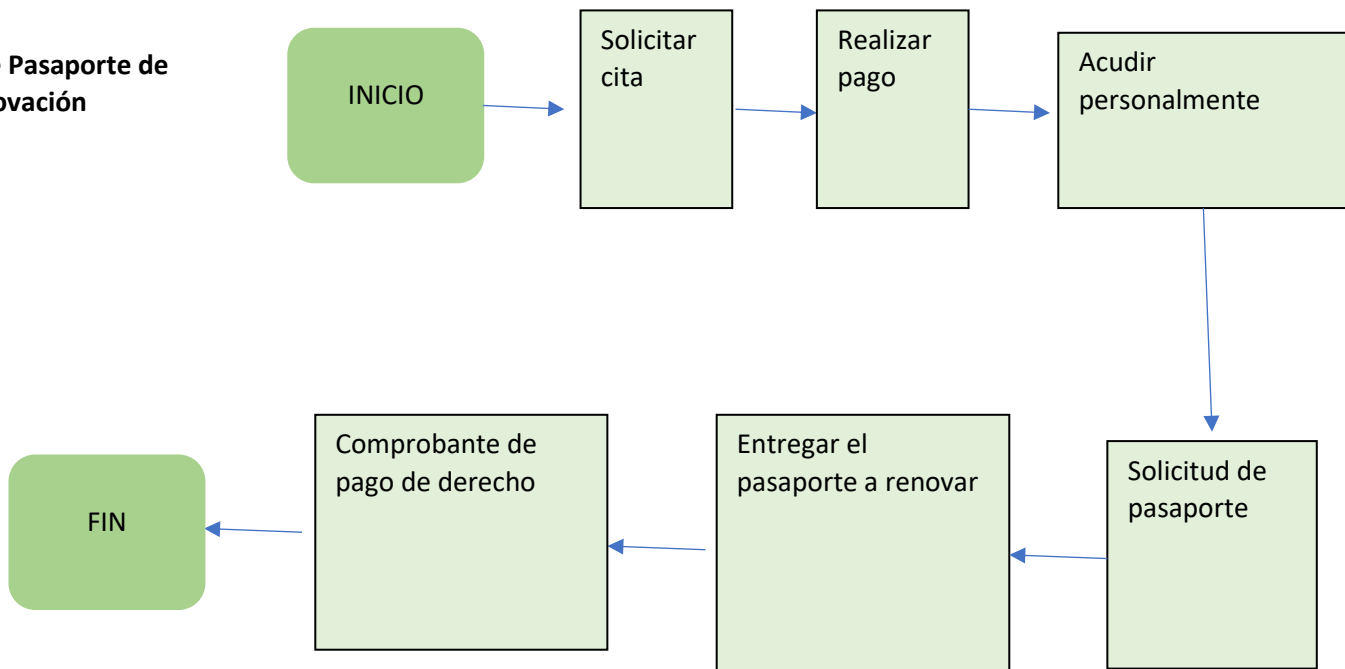 Pasaporte de
ovación
INICIO
Solicitar
cita
Realizar
pago
Acudir
personalmente
Solicitud de
pasaporte
Entregar el
pasaporte a renovar
Comprobante de
pago de derecho
FIN